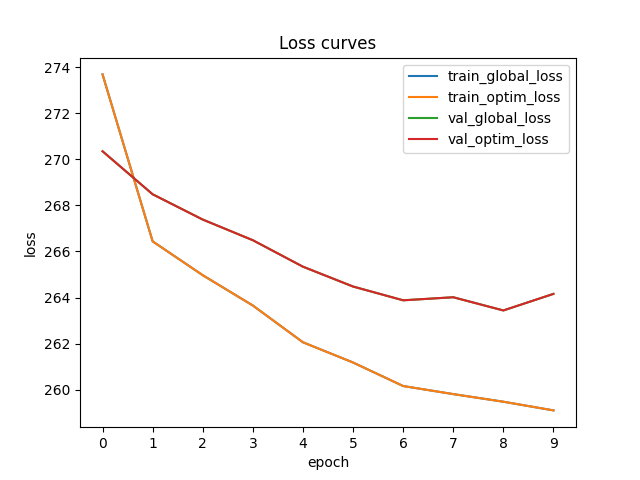 Loss curves
train_global_loss
train_optim_loss
val_global_loss
val_optim_loss
274
272
270
268
266
264
262
260
loss
0 1 2 3 4 5 6 7 8 9
epoch